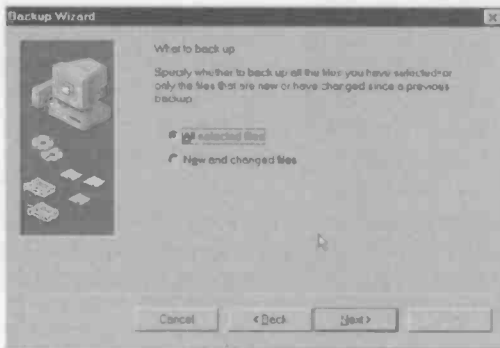 Backup Wizard
What to back up
Specify whether to back up all the files you have selected or
only the files that are new or have changed since a previous
backup.
All selected files
New and changed files
Cancel
< Back
Next >